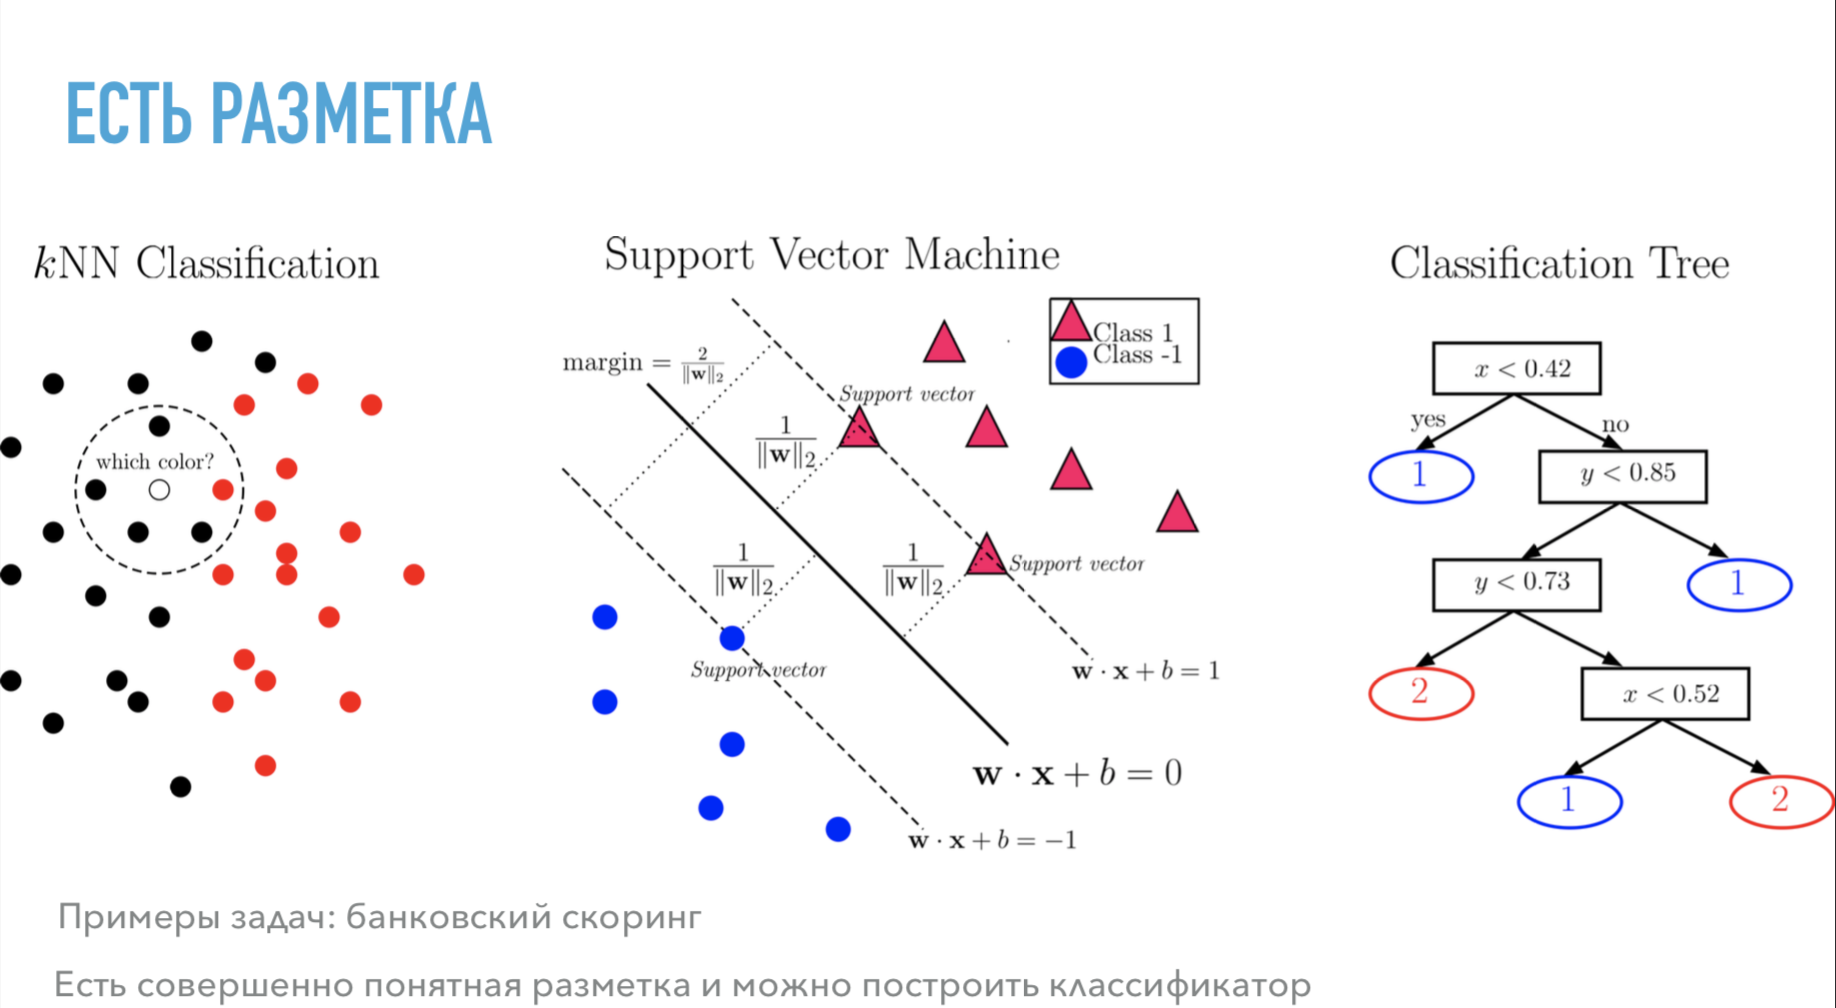 ЕСТЬ РАЗМЕТКА
kNN Classification
which color?
Support Vector Machine
margin = 2/‖w‖₂
Class 1
Class -1
Support vector
1/‖w‖₂
1/‖w‖₂
1/‖w‖₂
Support vector
Support vector
w · x + b = 1
w · x + b = 0
w · x + b = −1
Classification Tree
x < 0.42
yes
no
1
y < 0.85
y < 0.73
1
2
x < 0.52
1
2
Примеры задач: банковский скоринг
Есть совершенно понятная разметка и можно построить классификатор